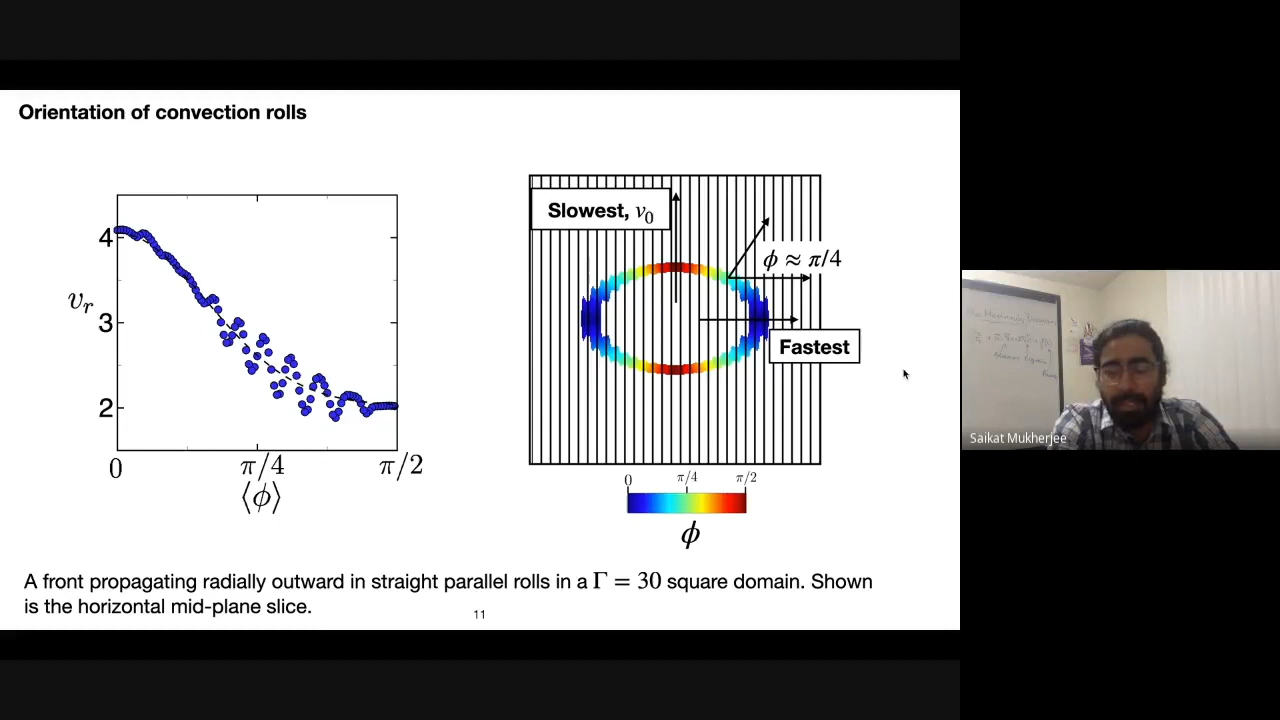 Orientation of convection rolls
4
3
2
v_r
0
π/4
π/2
⟨ϕ⟩
Slowest, v₀
ϕ ≈ π/4
Fastest
0
π/4
π/2
ϕ
A front propagating radially outward in straight parallel rolls in a Γ = 30 square domain. Shown
is the horizontal mid-plane slice.
11
Saikat Mukherjee